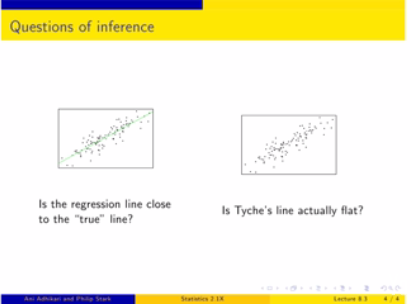 Questions of inference
Is the regression line close
to the "true" line?
Is Tyche's line actually flat?
Ani Adhikari and Philip Stark
Statistics 2.1X
Lecture 8.3
4 / 4